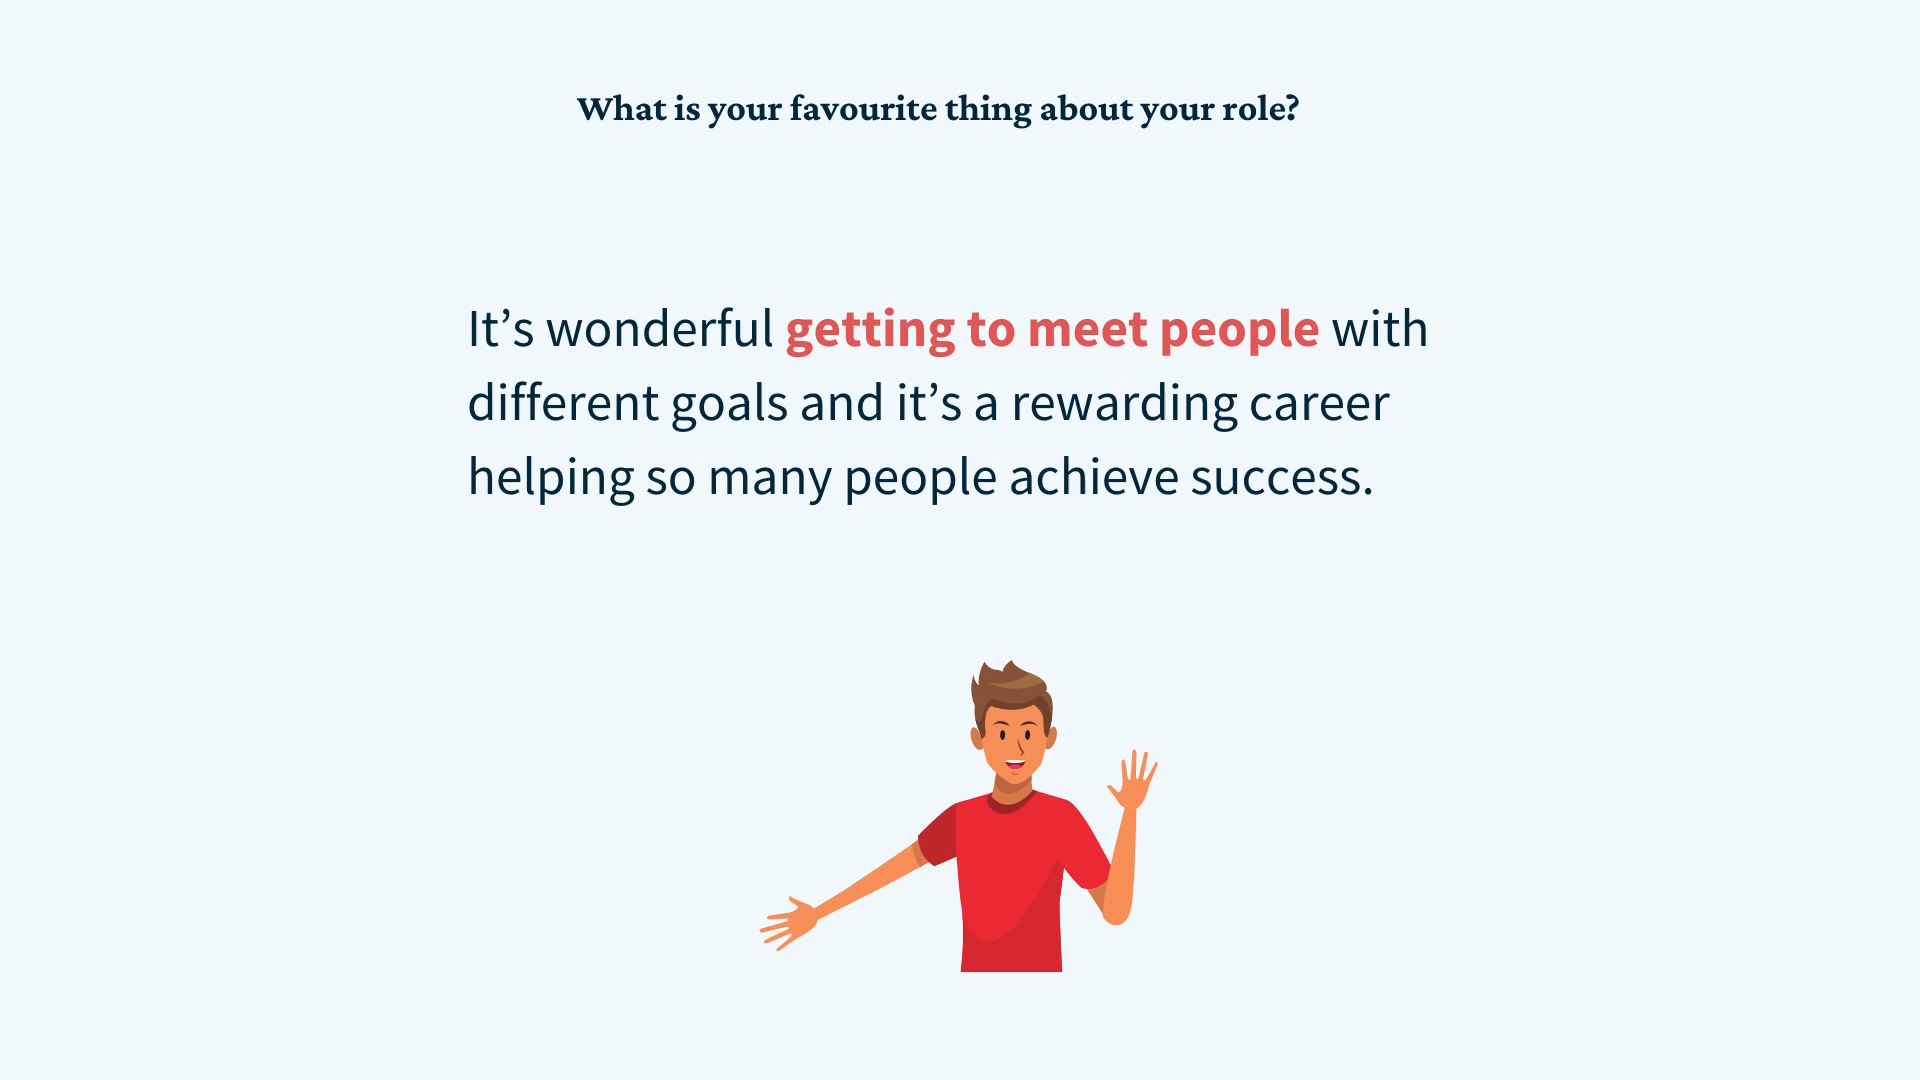 What is your favourite thing about your role?
It’s wonderful getting to meet people with
different goals and it’s a rewarding career
helping so many people achieve success.